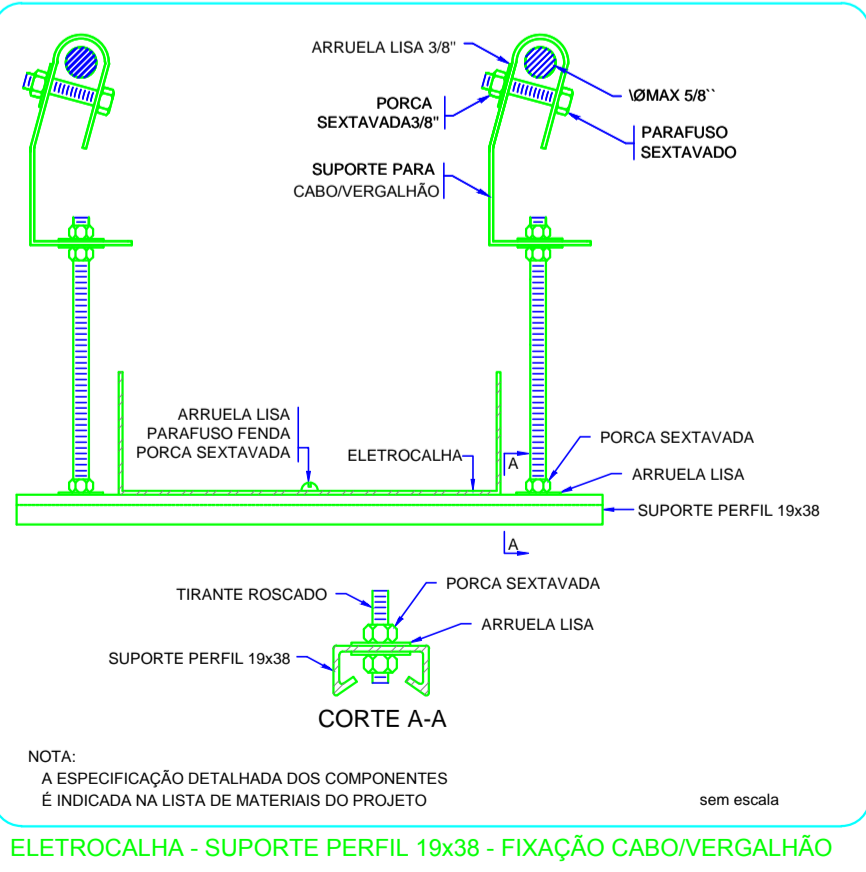 ARRUELA LISA 3/8"
\ØMAX 5/8``
PORCA
SEXTAVADA3/8"
PARAFUSO
SEXTAVADO
SUPORTE PARA
CABO/VERGALHÃO
ARRUELA LISA
PARAFUSO FENDA
PORCA SEXTAVADA
ELETROCALHA
A
PORCA SEXTAVADA
ARRUELA LISA
SUPORTE PERFIL 19x38
A
TIRANTE ROSCADO
PORCA SEXTAVADA
ARRUELA LISA
SUPORTE PERFIL 19x38
CORTE A-A
NOTA:
A ESPECIFICAÇÃO DETALHADA DOS COMPONENTES
É INDICADA NA LISTA DE MATERIAIS DO PROJETO
sem escala
ELETROCALHA - SUPORTE PERFIL 19x38 - FIXAÇÃO CABO/VERGALHÃO